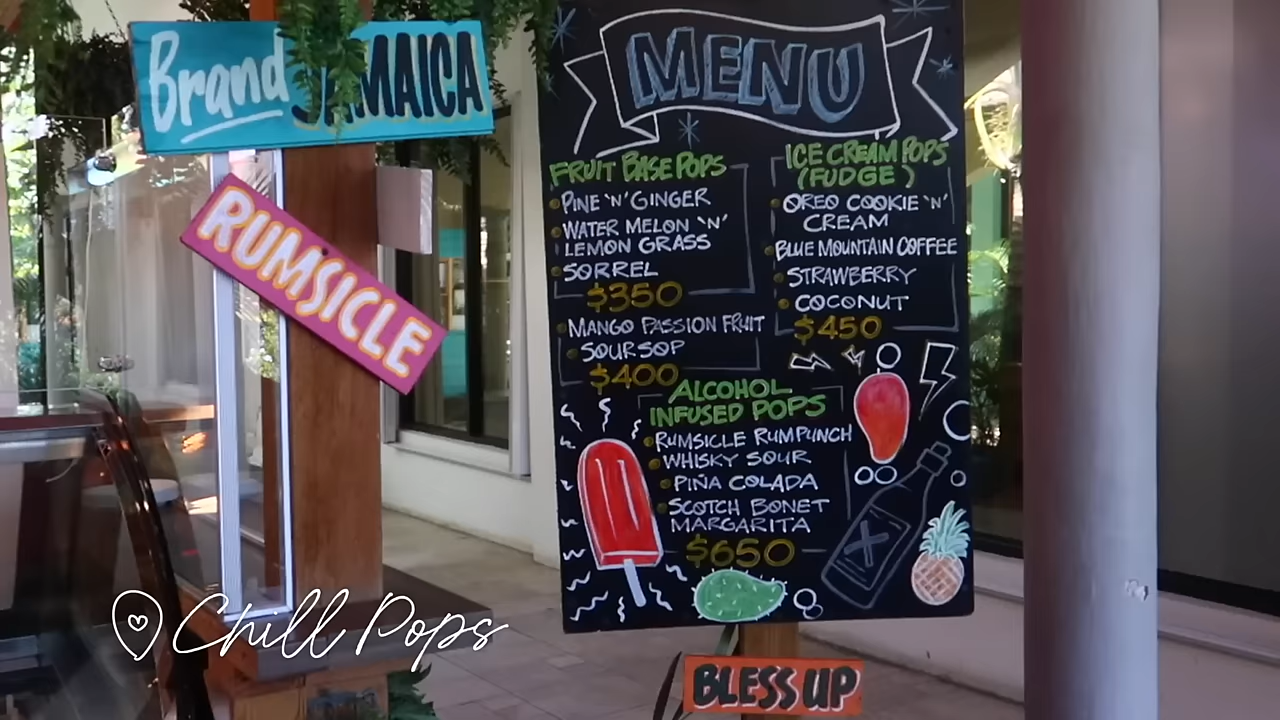 Brand JAMAICA
RUMSICLE
MENU
FRUIT BASE POPS
PINE 'N' GINGER
WATER MELON 'N'
LEMON GRASS
SORREL
$350
MANGO PASSION FRUIT
SOURSOP
$400
ICE CREAM POPS
(FUDGE)
OREO COOKIE 'N'
CREAM
BLUE MOUNTAIN COFFEE
STRAWBERRY
COCONUT
$450
ALCOHOL
INFUSED POPS
RUMSICLE RUMPUNCH
WHISKY SOUR
PIÑA COLADA
SCOTCH BONET
MARGARITA
$650
BLESS UP
Chill Pops